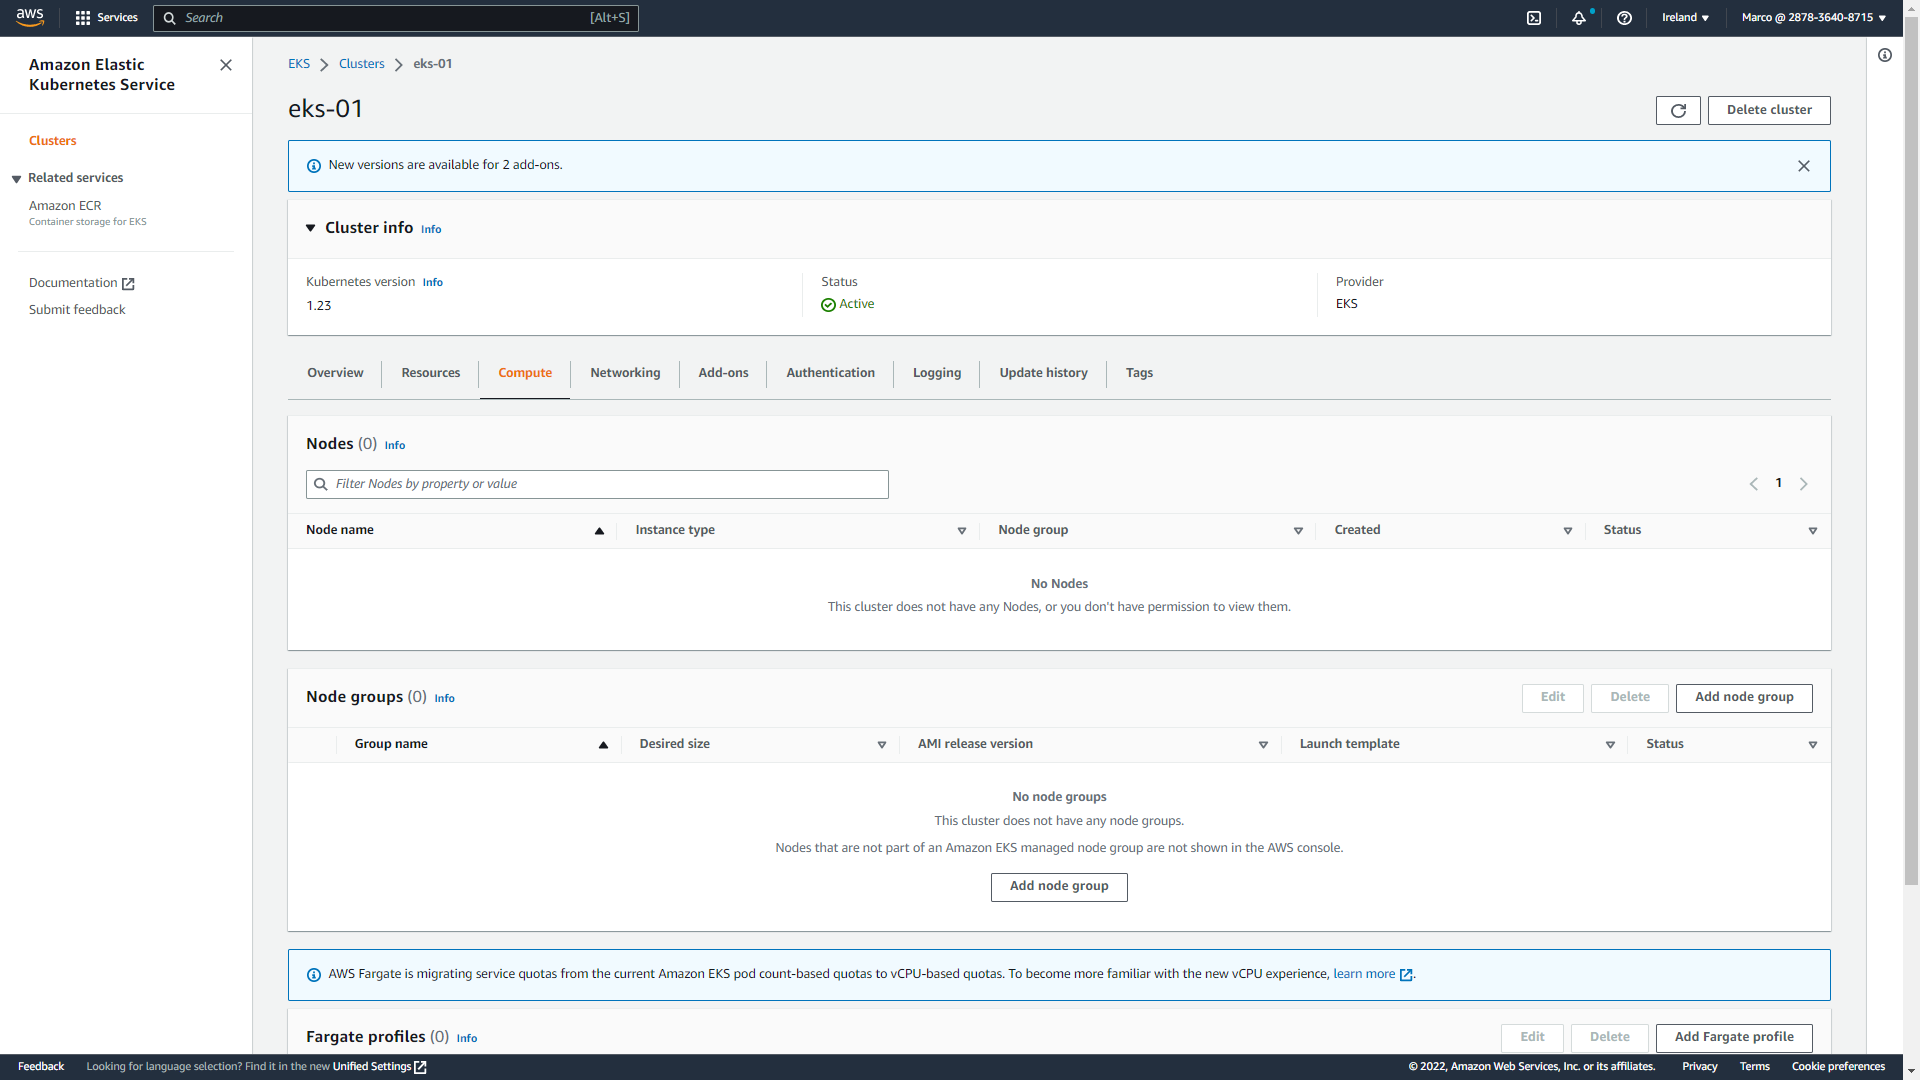 aws
Services
Search
[Alt+S]
Ireland ▼
Marco @ 2878-3640-8715 ▼
Amazon Elastic
Kubernetes Service
Clusters
Related services
Amazon ECR
Container storage for EKS
Documentation
Submit feedback
EKS > Clusters > eks-01
eks-01
Delete cluster
New versions are available for 2 add-ons.
Cluster info Info
Kubernetes version Info
1.23
Status
Active
Provider
EKS
Overview
Resources
Compute
Networking
Add-ons
Authentication
Logging
Update history
Tags
Nodes (0) Info
Filter Nodes by property or value
1
Node name
Instance type
Node group
Created
Status
No Nodes
This cluster does not have any Nodes, or you don't have permission to view them.
Node groups (0) Info
Edit
Delete
Add node group
Group name
Desired size
AMI release version
Launch template
Status
No node groups
This cluster does not have any node groups.
Nodes that are not part of an Amazon EKS managed node group are not shown in the AWS console.
Add node group
AWS Fargate is migrating service quotas from the current Amazon EKS pod count-based quotas to vCPU-based quotas. To become more familiar with the new vCPU experience, learn more.
Fargate profiles (0) Info
Edit
Delete
Add Fargate profile
Feedback
Looking for language selection? Find it in the new Unified Settings
© 2022, Amazon Web Services, Inc. or its affiliates.
Privacy
Terms
Cookie preferences